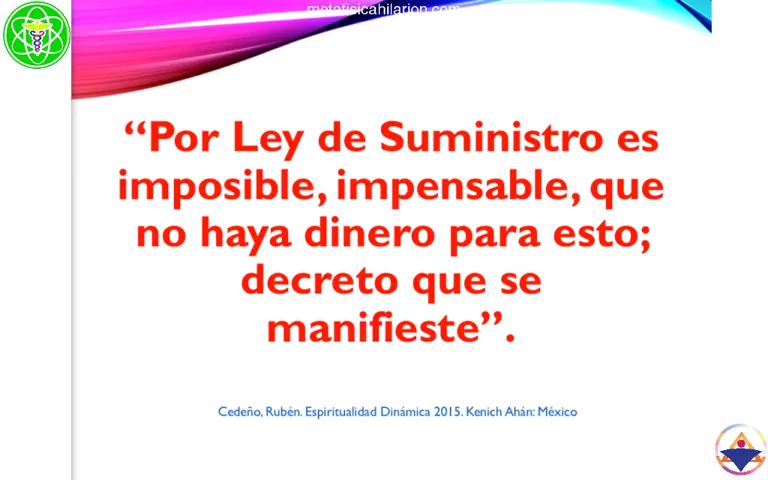 metafisicahilarion.com
“Por Ley de Suministro es
imposible, impensable, que
no haya dinero para esto;
decreto que se
manifieste”.
Cedeño, Rubén. Espiritualidad Dinámica 2015. Kenich Ahán: México